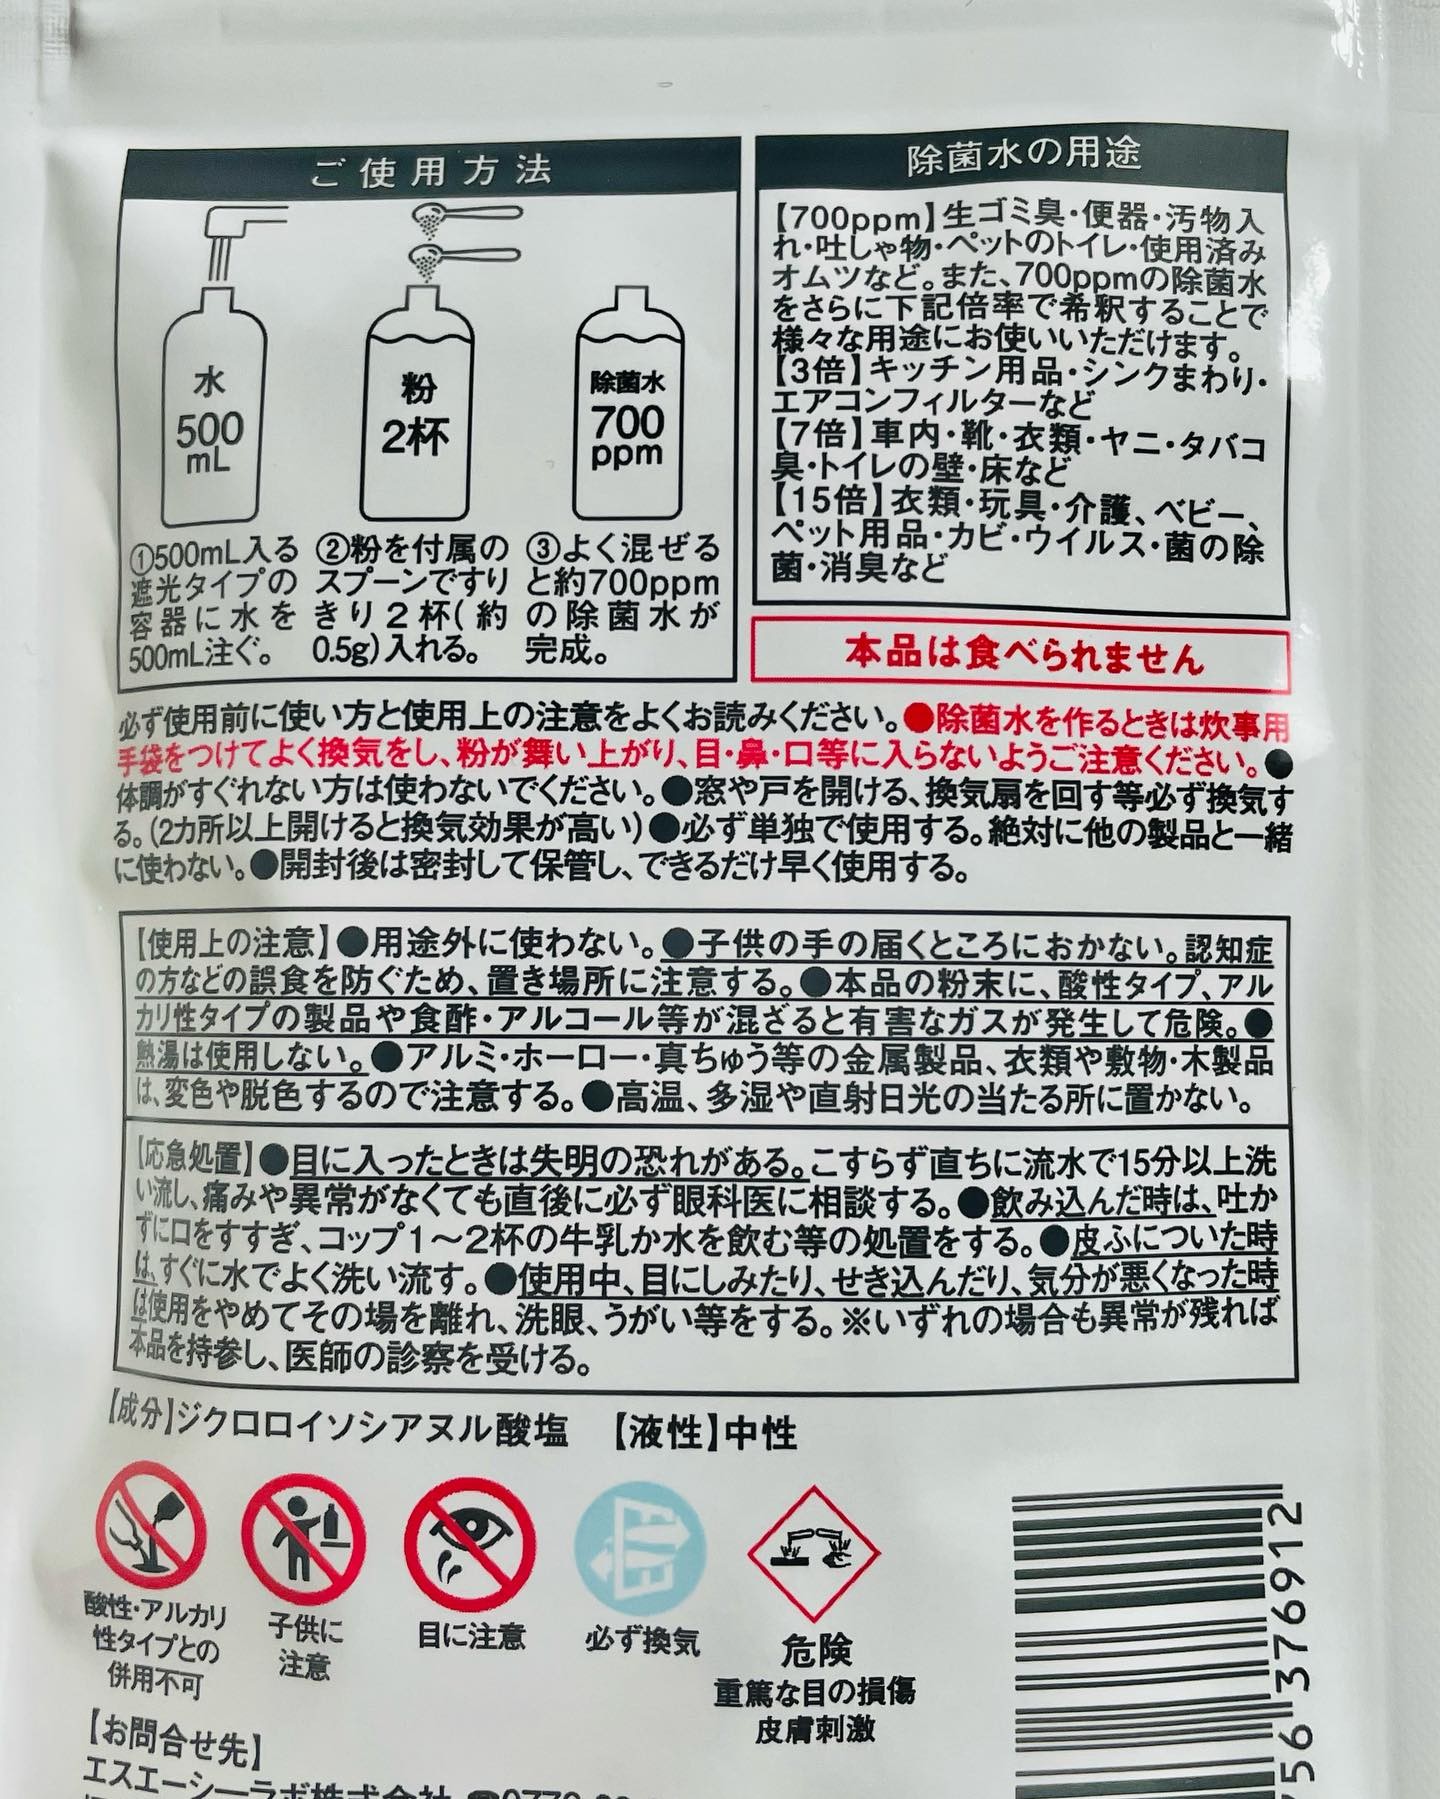 ご使用方法
水
500
mL
粉
2杯
除菌水
700
ppm
①500mL入る
遮光タイプの
容器に水を
500mL注ぐ。
②粉を付属の
スプーンですり
きり2杯(約
0.5g)入れる。
③よく混ぜる
と約700ppm
の除菌水が
完成。
除菌水の用途
【700ppm】生ゴミ臭・便器・汚物入
れ・吐しゃ物・ペットのトイレ・使用済み
オムツなど。また、700ppmの除菌水
をさらに下記倍率で希釈することで
様々な用途にお使いいただけます。
【3倍】キッチン用品・シンクまわり・
エアコンフィルターなど
【7倍】車内・靴・衣類・ヤニ・タバコ
臭・トイレの壁・床など
【15倍】衣類・玩具・介護、ベビー、
ペット用品・カビ・ウイルス・菌の除
菌・消臭など
本品は食べられません
必ず使用前に使い方と使用上の注意をよくお読みください。●除菌水を作るときは炊事用
手袋をつけてよく換気をし、粉が舞い上がり、目・鼻・口等に入らないようご注意ください。●
体調がすぐれない方は使わないでください。●窓や戸を開ける、換気扇を回す等必ず換気す
る。(2カ所以上開けると換気効果が高い)●必ず単独で使用する。絶対に他の製品と一緒
に使わない。●開封後は密封して保管し、できるだけ早く使用する。
【使用上の注意】●用途外に使わない。●子供の手の届くところにおかない。認知症
の方などの誤食を防ぐため、置き場所に注意する。●本品の粉末に、酸性タイプ、アル
カリ性タイプの製品や食酢・アルコール等が混ざると有害なガスが発生して危険。●
熱湯は使用しない。●アルミ・ホーロー・真ちゅう等の金属製品、衣類や敷物・木製品
は、変色や脱色するので注意する。●高温、多湿や直射日光の当たる所に置かない。
【応急処置】●目に入ったときは失明の恐れがある。こすらず直ちに流水で15分以上洗
い流し、痛みや異常がなくても直後に必ず眼科医に相談する。●飲み込んだ時は、吐か
ずに口をすすぎ、コップ1〜2杯の牛乳か水を飲む等の処置をする。●皮ふについた時
は、すぐに水でよく洗い流す。●使用中、目にしみたり、せき込んだり、気分が悪くなった時
は使用をやめてその場を離れ、洗眼、うがい等をする。※いずれの場合も異常が残れば
本品を持参し、医師の診察を受ける。
【成分】ジクロロイソシアヌル酸塩 【液性】中性
酸性・アルカリ
性タイプとの
併用不可
子供に
注意
目に注意
必ず換気
危険
重篤な目の損傷
皮膚刺激
【お問合せ先】
エスエーシーラボ株式会社
56 376912